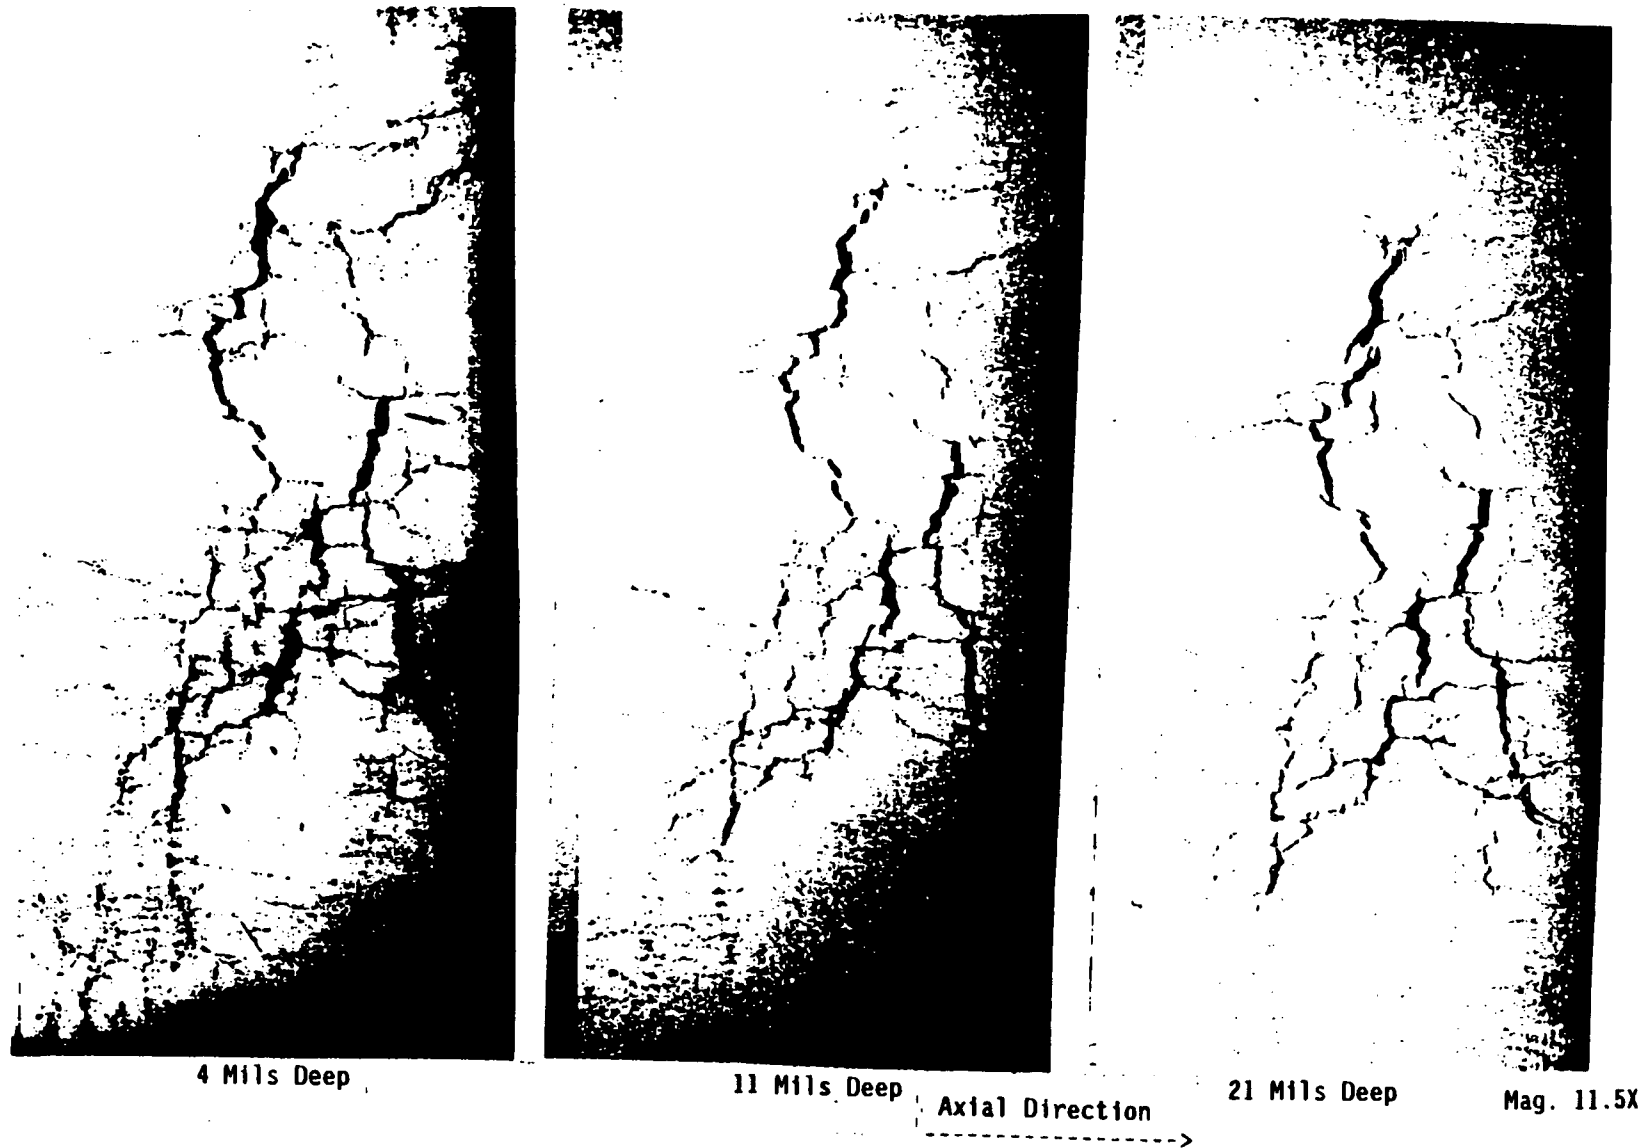 4 Mils Deep
11 Mils Deep
21 Mils Deep
Mag. 11.5X
Axial Direction